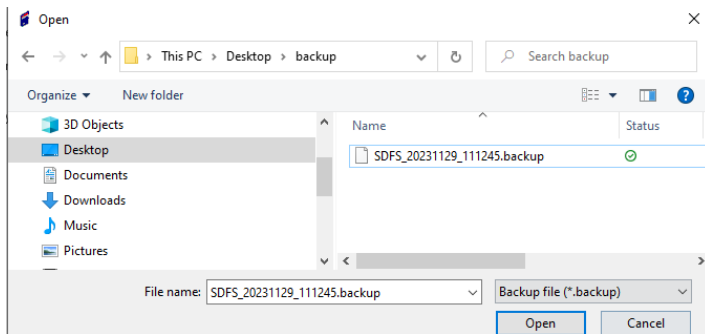 Open
This PC > Desktop > backup
Search backup
Organize
New folder
3D Objects
Desktop
Documents
Downloads
Music
Pictures
Name
Status
SDFS_20231129_111245.backup
File name: SDFS_20231129_111245.backup
Backup file (*.backup)
Open
Cancel